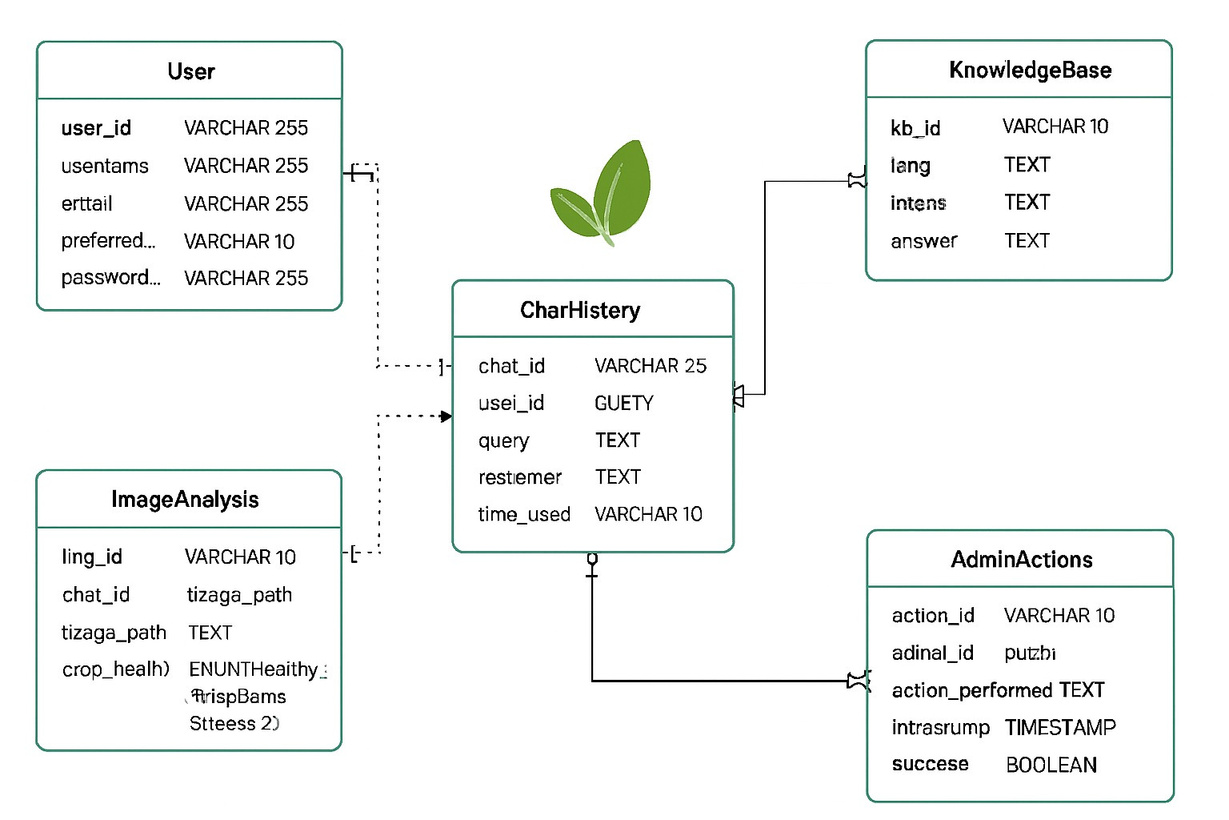 User
user_id VARCHAR 255
usentams VARCHAR 255
erttail VARCHAR 255
preferred... VARCHAR 10
password... VARCHAR 255
KnowledgeBase
kb_id VARCHAR 10
lang TEXT
intens TEXT
answer TEXT
CharHistery
chat_id VARCHAR 25
usei_id GUETY
query TEXT
restemer TEXT
time_used VARCHAR 10
ImageAnalysis
ling_id VARCHAR 10
chat_id tizaga_path
tizaga_path TEXT
crop_healh) ENUNTHeaithy
Stteess 2)
AdminActions
action_id VARCHAR 10
adinal_id putzbi
action_performed TEXT
intrasrump TIMESTAMP
succese BOOLEAN